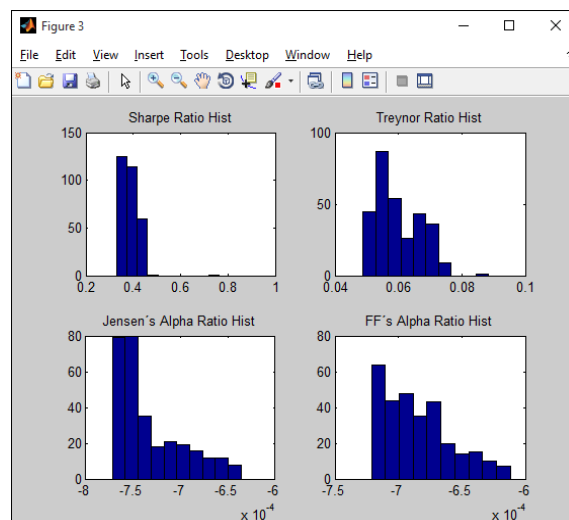 Figure 3
File Edit View Insert Tools Desktop Window Help
Sharpe Ratio Hist
150
100
50
0
0.2 0.4 0.6 0.8 1
Treynor Ratio Hist
100
50
0
0.04 0.06 0.08 0.1
Jensen´s Alpha Ratio Hist
80
60
40
20
0
-8 -7.5 -7 -6.5 -6
x 10-4
FF´s Alpha Ratio Hist
80
60
40
20
0
-7.5 -7 -6.5 -6
x 10-4